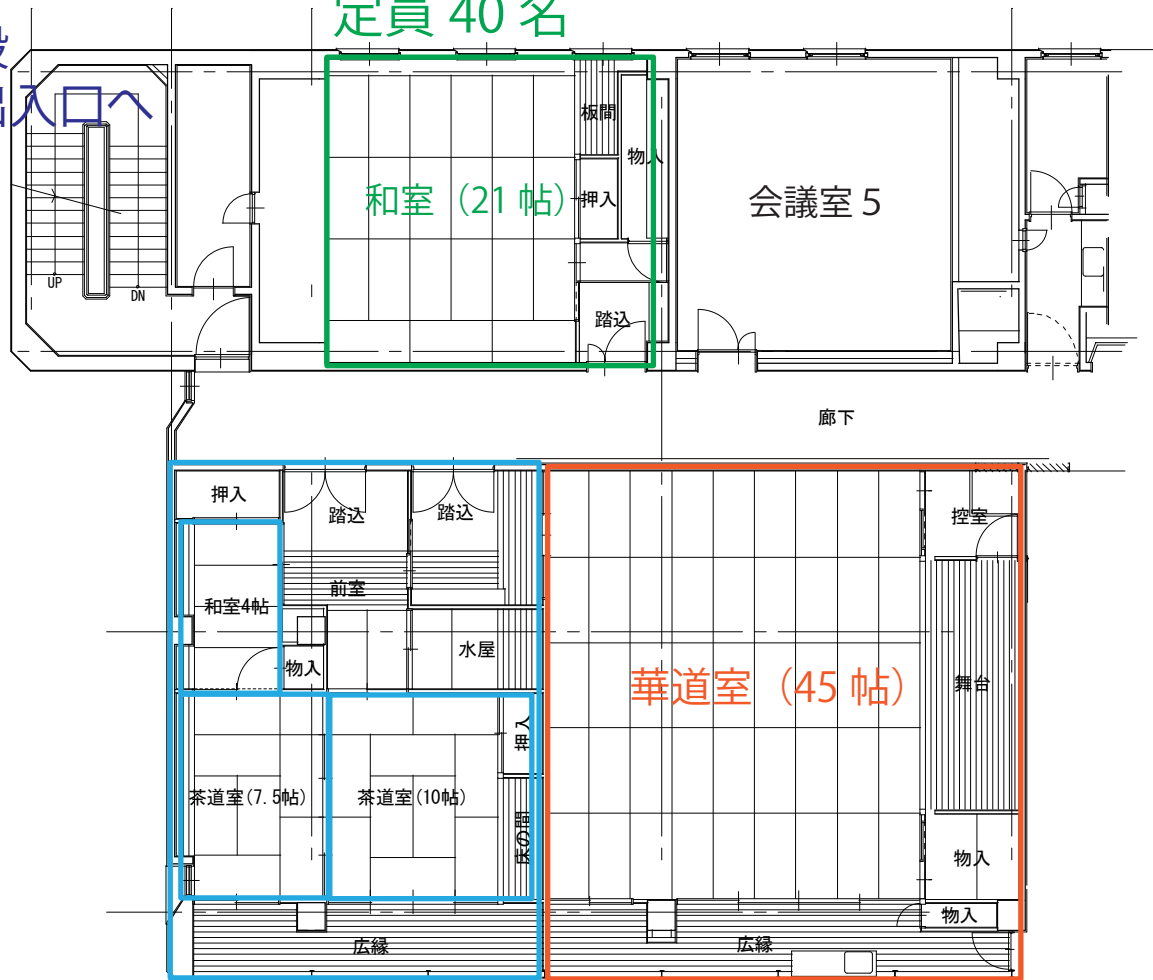 定員 40 名
段
出入口へ
板間
物入
和室（21 帖）
押入
会議室 5
UP
DN
踏込
廊下
押入
踏込
踏込
控室
前室
和室4帖
水屋
物入
華道室（45 帖）
舞台
押入
茶道室(7.5帖)
茶道室(10帖)
床の間
物入
物入
広縁
広縁